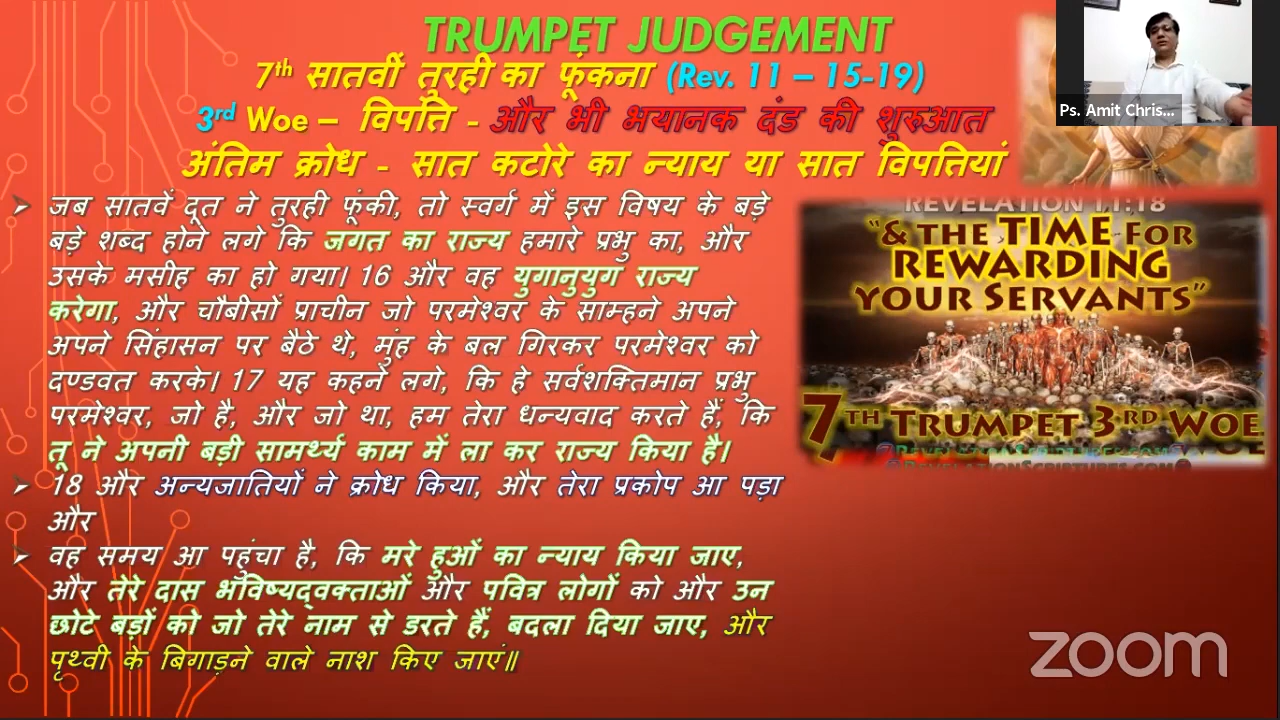 TRUMPET JUDGEMENT
7th सातवीं तुरही का फूंकना (Rev. 11 – 15-19)
3rd Woe – विपत्ति - और भी भयानक दंड की शुरुआत
अंतिम क्रोध - सात कटोरे का न्याय या सात विपतियां
जब सातवें दूत ने तुरही फूंकी, तो स्वर्ग में इस विषय के बड़े
बड़े शब्द होने लगे कि जगत का राज्य हमारे प्रभु का, और
उसके मसीह का हो गया। 16 और वह युगानुयुग राज्य
करेगा, और चौबीसों प्राचीन जो परमेश्वर के साम्हने अपने
अपने सिंहासन पर बैठे थे, मुंह के बल गिरकर परमेश्वर को
दण्डवत करके। 17 यह कहने लगे, कि हे सर्वशक्तिमान प्रभु
परमेश्वर, जो है, और जो था, हम तेरा धन्यवाद करते हैं, कि
तू ने अपनी बड़ी सामर्थ्य काम में ला कर राज्य किया है।
18 और अन्यजातियों ने क्रोध किया, और तेरा प्रकोप आ पड़ा
और
वह समय आ पहुंचा है, कि मरे हुओं का न्याय किया जाए,
और तेरे दास भविष्यद्वक्ताओं और पवित्र लोगों को और उन
छोटे बड़ों को जो तेरे नाम से डरते हैं, बदला दिया जाए, और
पृथ्वी के बिगाड़ने वाले नाश किए जाएं॥
Ps. Amit Chris...
REVELATION 11:18
"& THE TIME FOR
REWARDING
YOUR SERVANTS"
7TH TRUMPET 3RD WOE
zoom